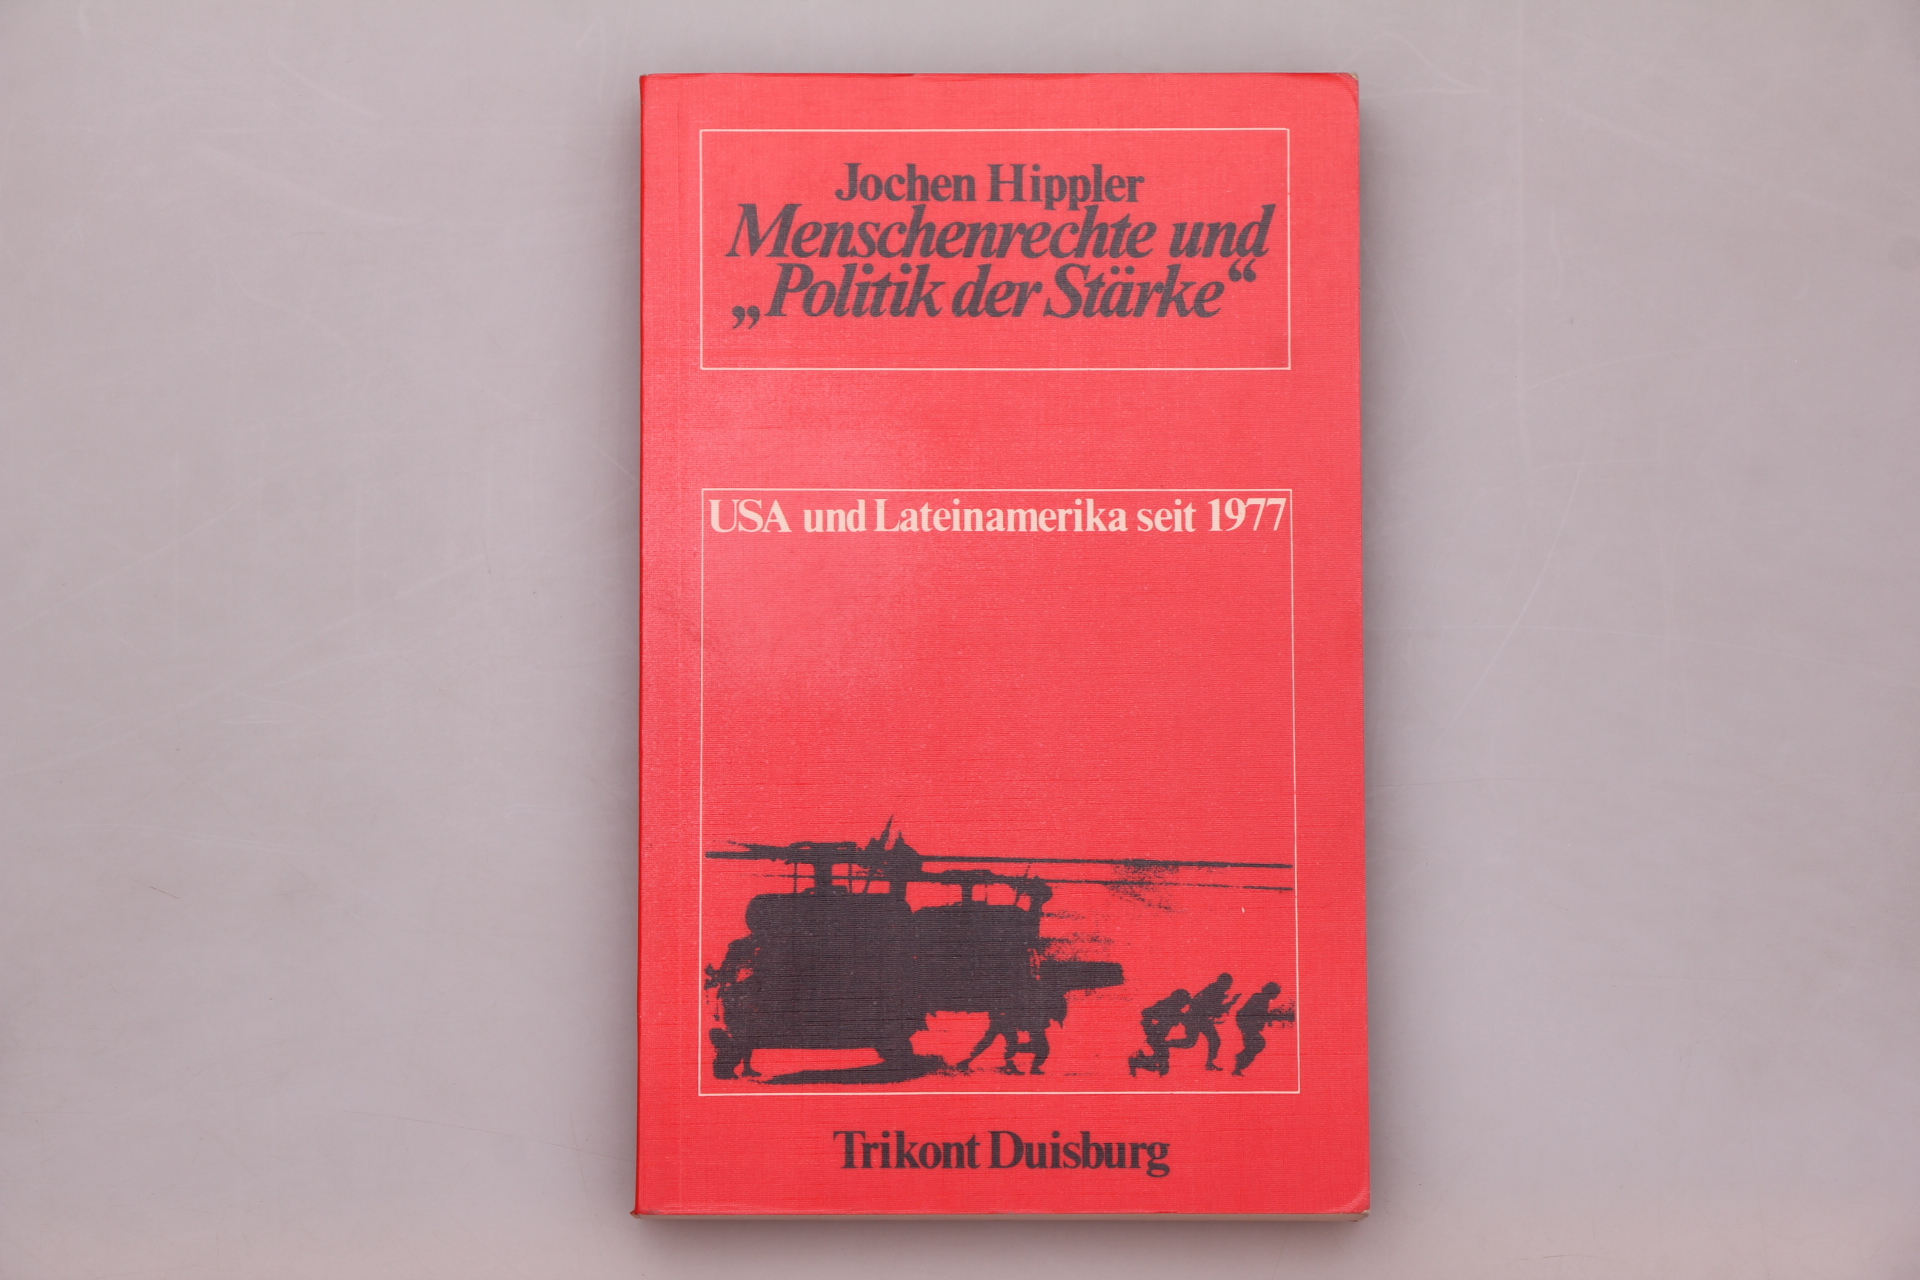 Jochen Hippler
Menschenrechte und
„Politik der Stärke“
USA und Lateinamerika seit 1977
Trikont Duisburg